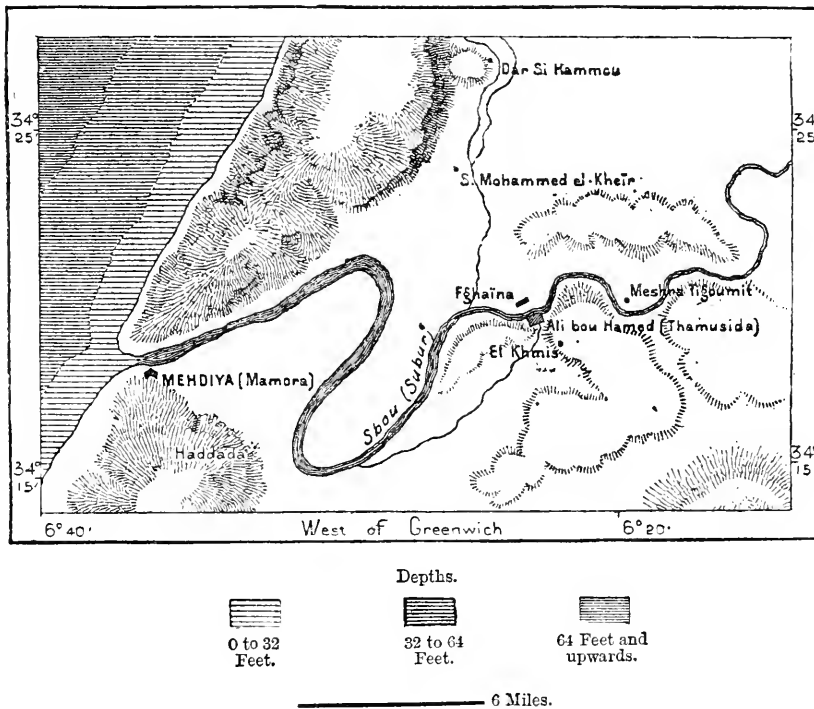 Dar Si Kammou
34°
25'
34°
25'
S. Mohammed el-Kheïr
Fghaïna
Meshra Tigoumit
Ali bou Hamed (Thamusida)
El Khmis
MEHDIYA (Mamora)
Sbou (Subur)
Haddada
34°
15'
34°
15'
6° 40'
West of Greenwich
6° 20'
Depths.
0 to 32
Feet.
32 to 64
Feet.
64 Feet and
upwards.
6 Miles.